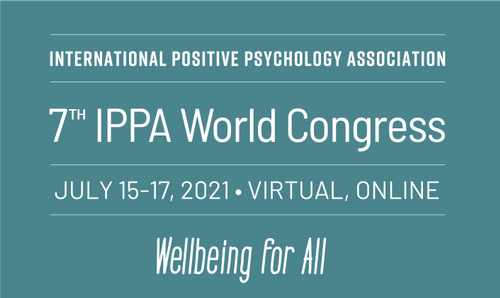 INTERNATIONAL POSITIVE PSYCHOLOGY ASSOCIATION
7TH IPPA World Congress
JULY 15-17, 2021 • VIRTUAL, ONLINE
Wellbeing for All